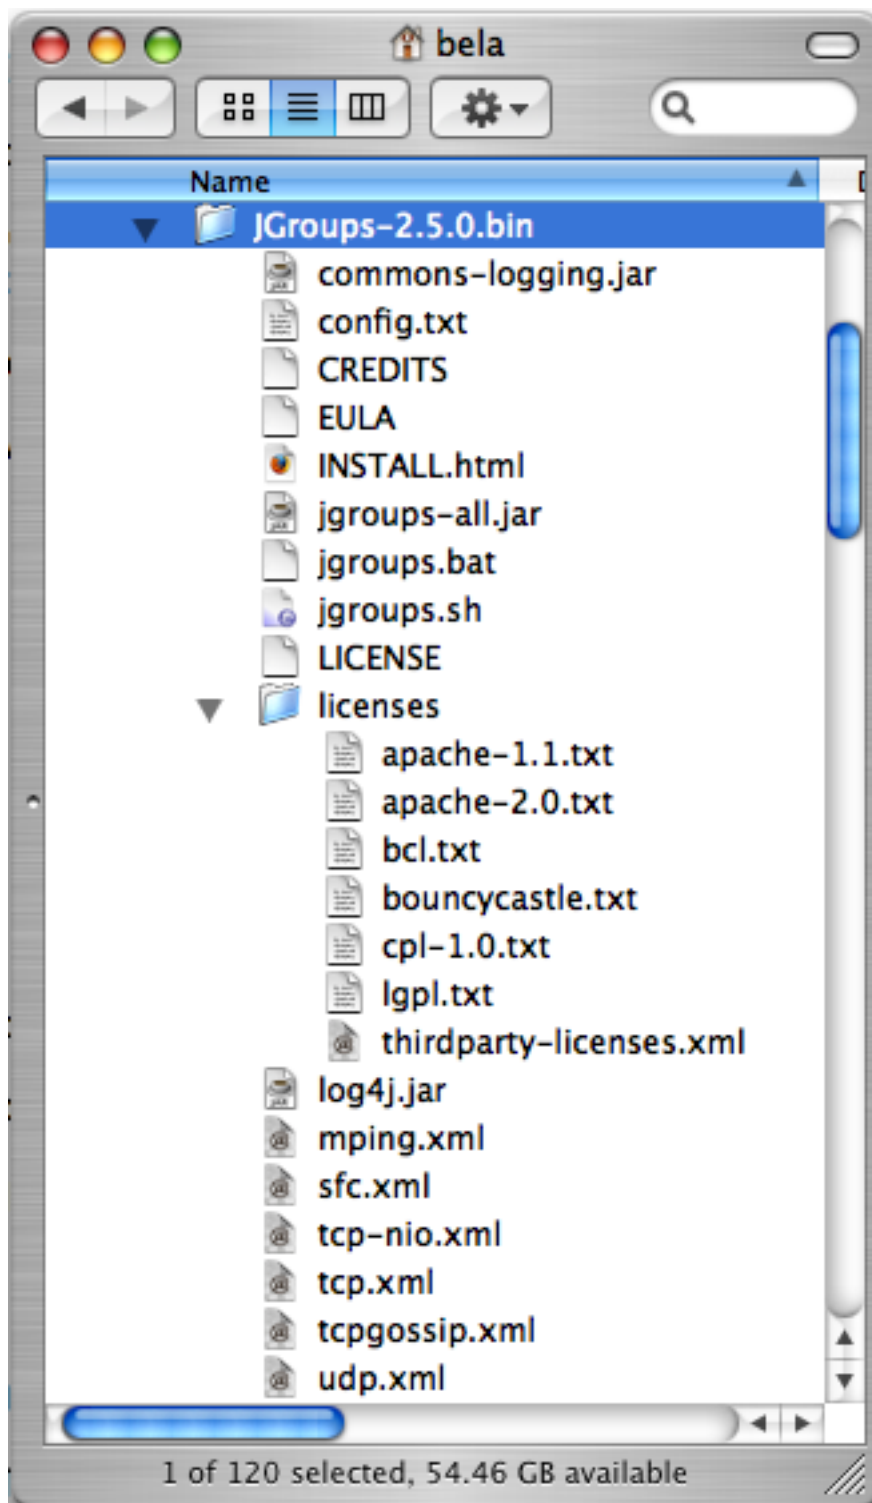 bela
Name
JGroups-2.5.0.bin
commons-logging.jar
config.txt
CREDITS
EULA
INSTALL.html
jgroups-all.jar
jgroups.bat
jgroups.sh
LICENSE
licenses
apache-1.1.txt
apache-2.0.txt
bcl.txt
bouncycastle.txt
cpl-1.0.txt
lgpl.txt
thirdparty-licenses.xml
log4j.jar
mping.xml
sfc.xml
tcp-nio.xml
tcp.xml
tcpgossip.xml
udp.xml
1 of 120 selected, 54.46 GB available